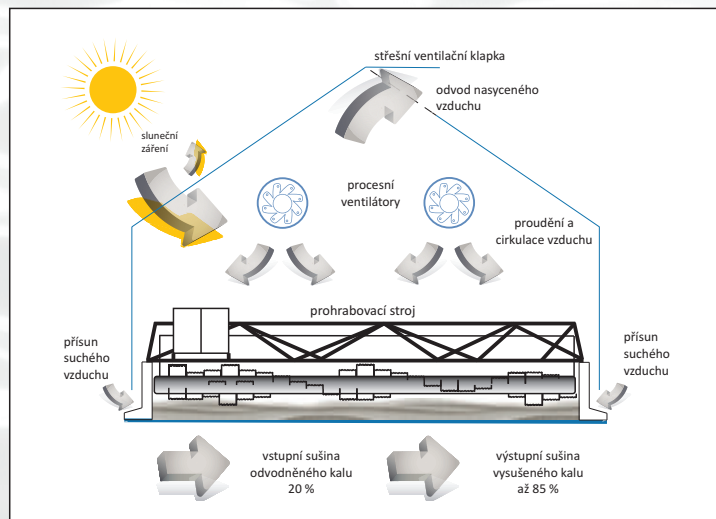 střešní ventilační klapka
odvod nasyceného
vzduchu
sluneční
záření
procesní
ventilátory
proudění a
cirkulace vzduchu
prohrabovací stroj
přísun
suchého
vzduchu
přísun
suchého
vzduchu
vstupní sušina
odvodněného kalu
20 %
výstupní sušina
vysušeného kalu
až 85 %